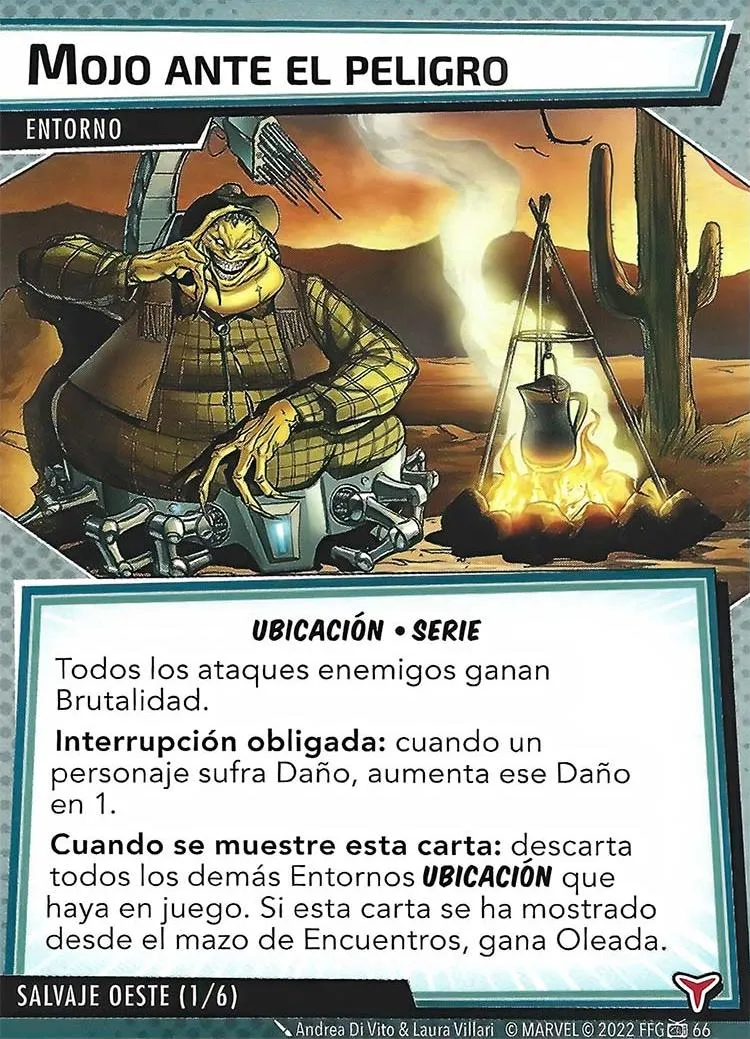 Mojo ante el peligro
ENTORNO
UBICACIÓN • SERIE
Todos los ataques enemigos ganan
Brutalidad.
Interrupción obligada: cuando un
personaje sufra Daño, aumenta ese Daño
en 1.
Cuando se muestre esta carta: descarta
todos los demás Entornos UBICACIÓN que
haya en juego. Si esta carta se ha mostrado
desde el mazo de Encuentros, gana Oleada.
SALVAJE OESTE (1/6)
Andrea Di Vito & Laura Villari © MARVEL © 2022 FFG 66